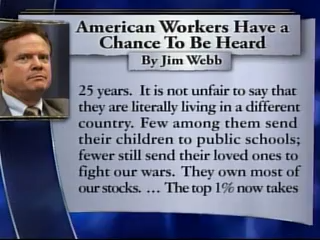 American Workers Have a
Chance To Be Heard
By Jim Webb
25 years. It is not unfair to say that
they are literally living in a different
country. Few among them send
their children to public schools;
fewer still send their loved ones to
fight our wars. They own most of
our stocks. ... The top 1% now takes